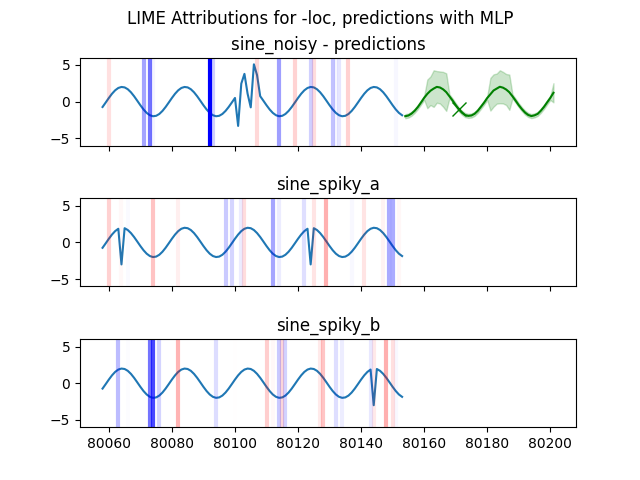 LIME Attributions for -loc, predictions with MLP
sine_noisy - predictions
5
0
−5
sine_spiky_a
5
0
−5
sine_spiky_b
5
0
−5
80060 80080 80100 80120 80140 80160 80180 80200